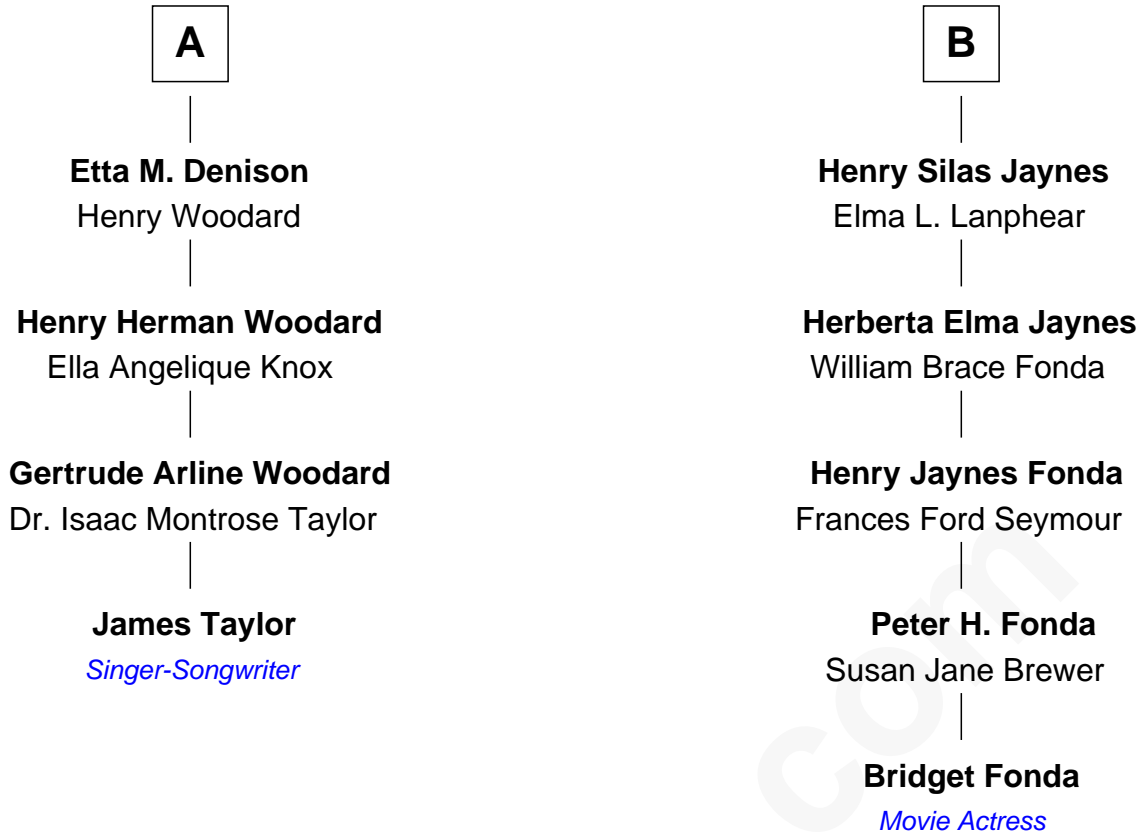 A
Etta M. Denison
Henry Woodard
Henry Herman Woodard
Ella Angelique Knox
Gertrude Arline Woodard
Dr. Isaac Montrose Taylor
James Taylor
Singer-Songwriter
B
Henry Silas Jaynes
Elma L. Lanphear
Herberta Elma Jaynes
William Brace Fonda
Henry Jaynes Fonda
Frances Ford Seymour
Peter H. Fonda
Susan Jane Brewer
Bridget Fonda
Movie Actress
com